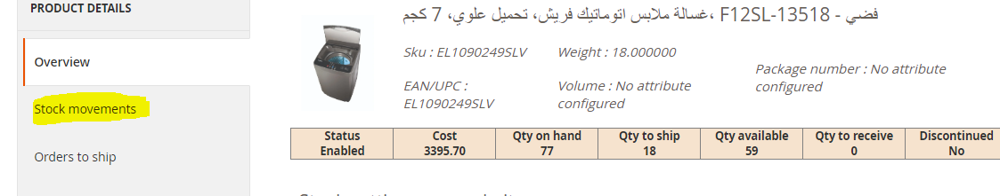 PRODUCT DETAILS
Overview
Stock movements
Orders to ship
غسالة ملابس اتوماتيك فريش، تحميل علوي، 7 كجم، F12SL-13518 - فضي
Sku : EL1090249SLV
Weight : 18.000000
Package number : No attribute
configured
EAN/UPC :
EL1090249SLV
Volume : No attribute
configured
Status Cost Qty on hand Qty to ship Qty available Qty to receive Discontinued
Enabled 3395.70 77 18 59 0 No